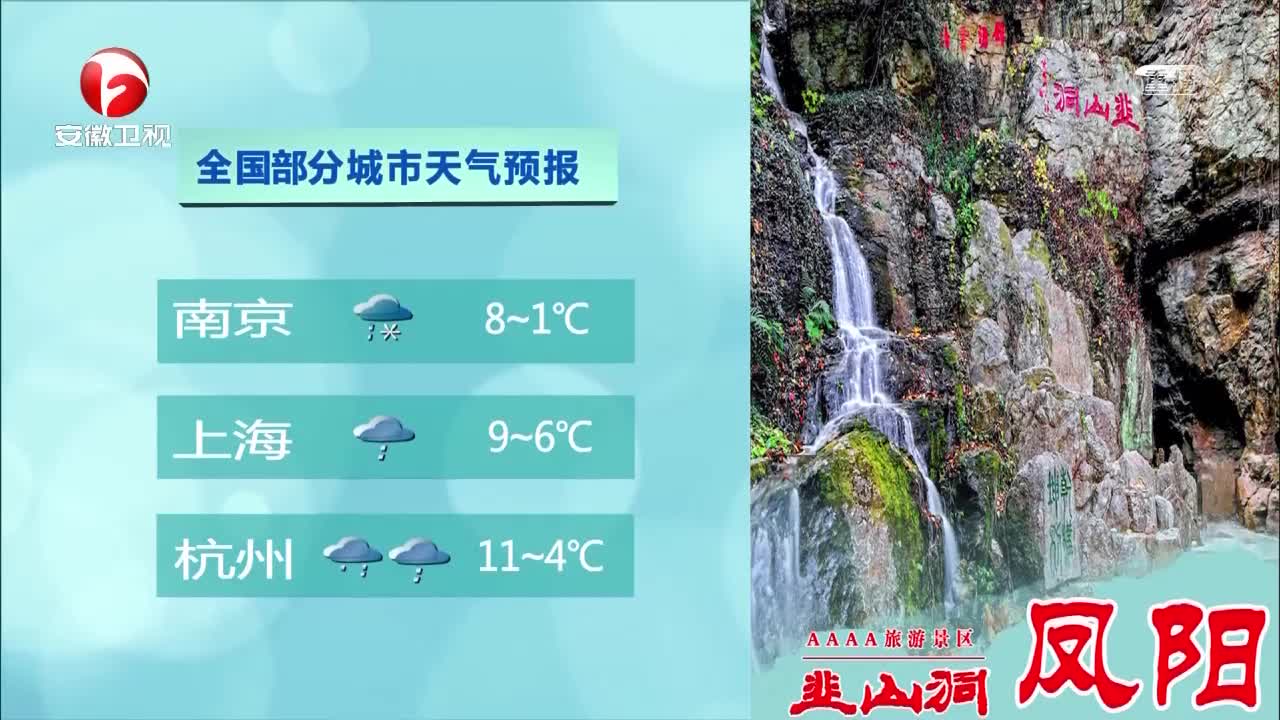 安徽卫视
全国部分城市天气预报
南京 8~1℃
上海 9~6℃
杭州 11~4℃
韭山洞
AAAA旅游景区
韭山洞
凤阳